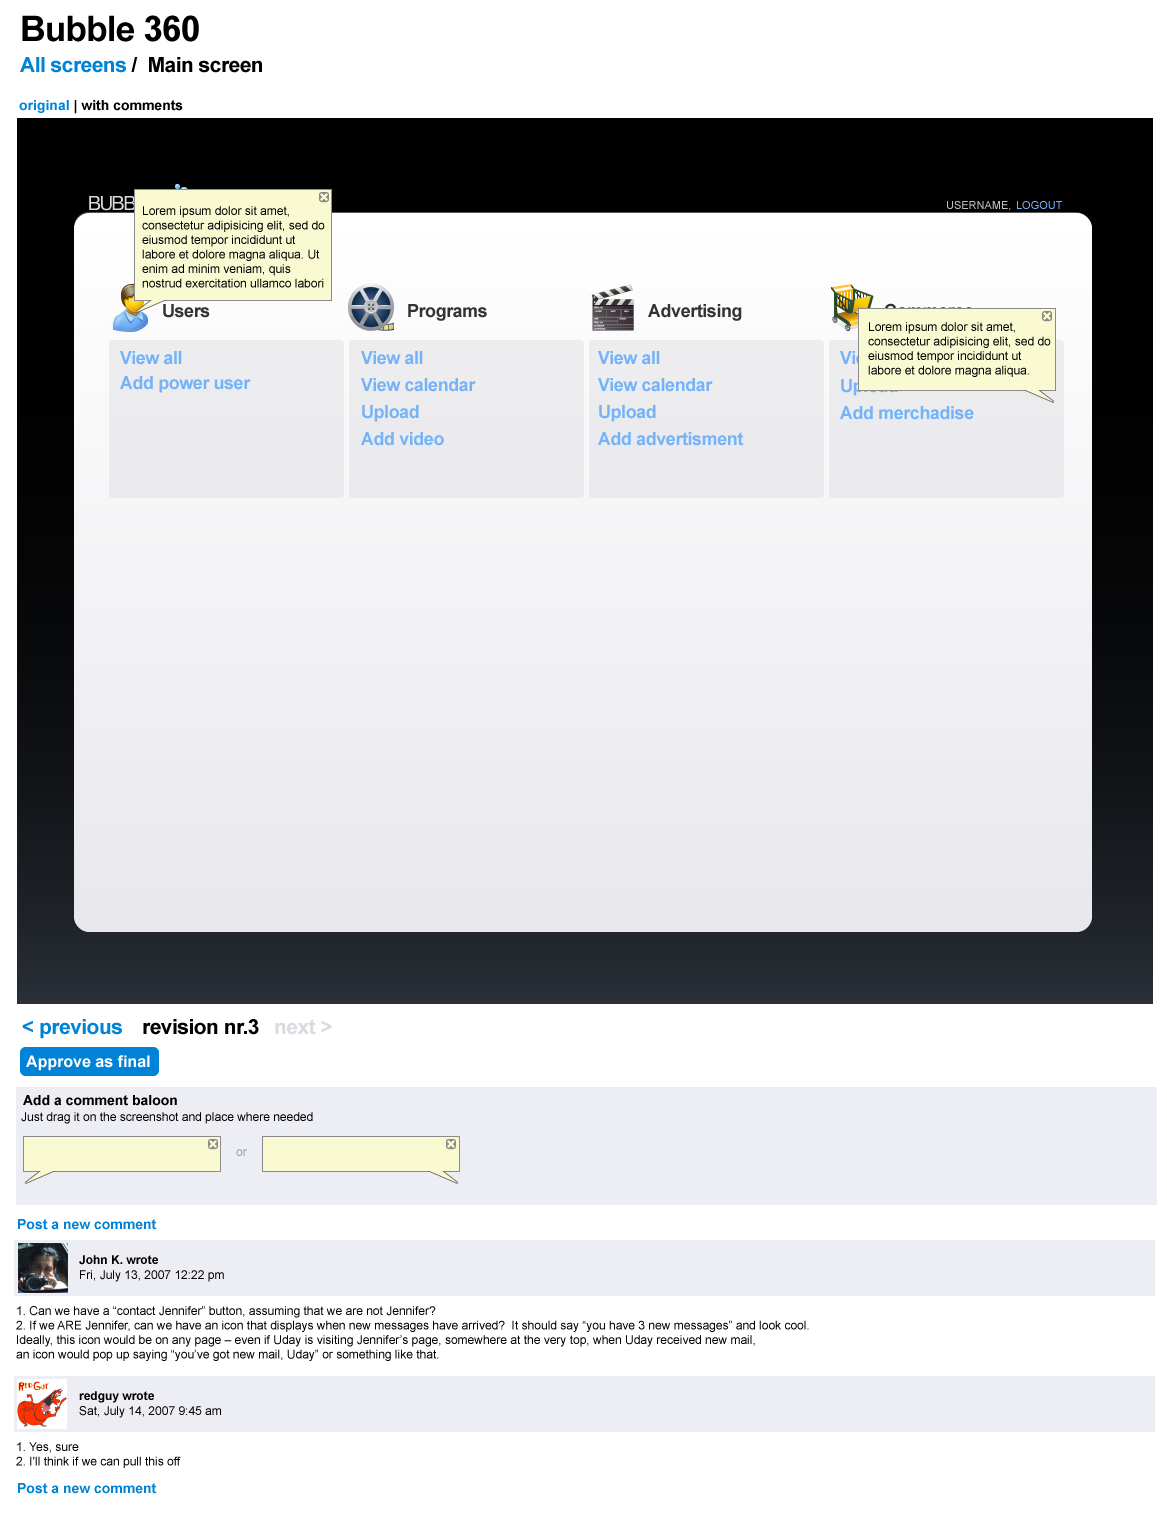 Bubble 360
All screens / Main screen
original | with comments
BUBB
USERNAME, LOGOUT
Lorem ipsum dolor sit amet,
consectetur adipisicing elit, sed do
eiusmod tempor incididunt ut
labore et dolore magna aliqua. Ut
enim ad minim veniam, quis
nostrud exercitation ullamco labori
Users
Programs
Advertising
Lorem ipsum dolor sit amet,
consectetur adipisicing elit, sed do
eiusmod tempor incididunt ut
labore et dolore magna aliqua.
View all
Add power user
View all
View calendar
Upload
Add video
View all
View calendar
Upload
Add advertisment
Upload
Add merchadise
< previous revision nr.3 next >
Approve as final
Add a comment baloon
Just drag it on the screenshot and place where needed
or
Post a new comment
John K. wrote
Fri, July 13, 2007 12:22 pm
1. Can we have a “contact Jennifer” button, assuming that we are not Jennifer?
2. If we ARE Jennifer, can we have an icon that displays when new messages have arrived?  It should say “you have 3 new messages” and look cool.
Ideally, this icon would be on any page – even if Uday is visiting Jennifer’s page, somewhere at the very top, when Uday received new mail,
an icon would pop up saying “you’ve got new mail, Uday” or something like that.
RED GUY
redguy wrote
Sat, July 14, 2007 9:45 am
1. Yes, sure
2. I'll think if we can pull this off
Post a new comment